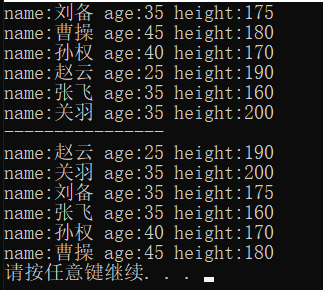 name:刘备 age:35 height:175
name:曹操 age:45 height:180
name:孙权 age:40 height:170
name:赵云 age:25 height:190
name:张飞 age:35 height:160
name:关羽 age:35 height:200
----------------
name:赵云 age:25 height:190
name:关羽 age:35 height:200
name:刘备 age:35 height:175
name:张飞 age:35 height:160
name:孙权 age:40 height:170
name:曹操 age:45 height:180
请按任意键继续. . .